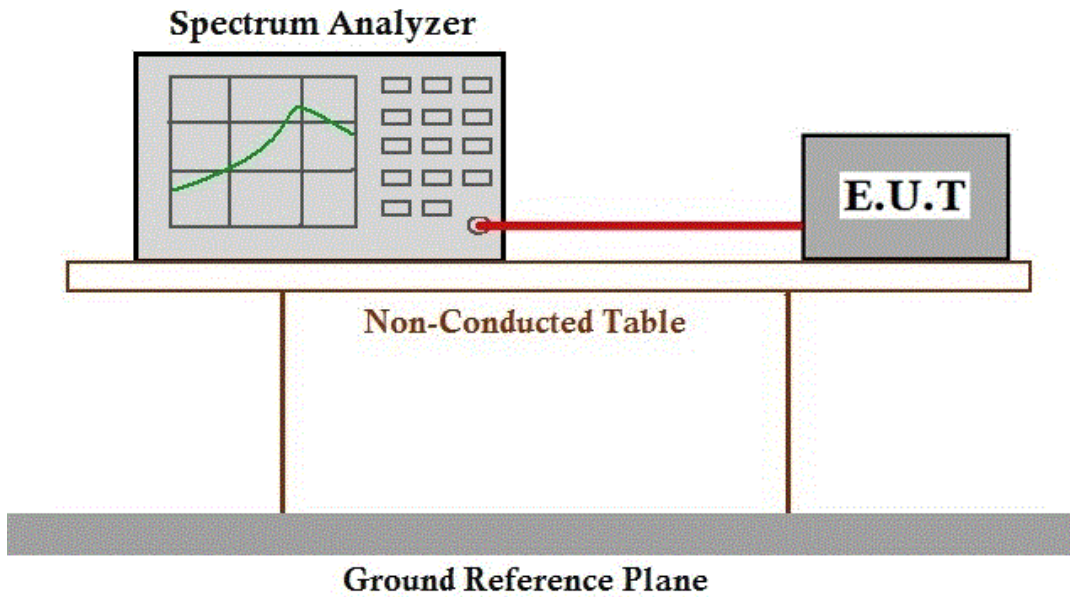 Spectrum Analyzer
E.U.T
Non-Conducted Table
Ground Reference Plane